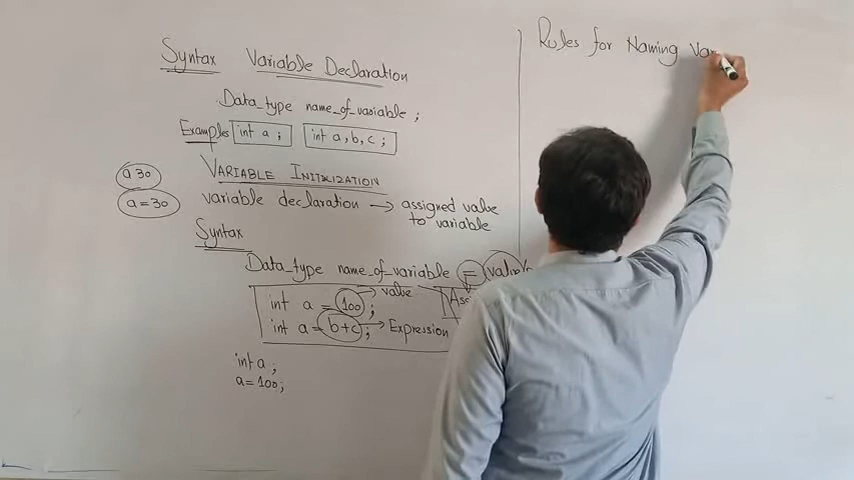 Syntax Variable Declaration
Data_type name_of_variable ;
Examples int a ; int a, b, c ;
VARIABLE INITIALIZATION
a 30
a = 30
variable declaration → assigned value
to variable
Syntax
Data_type name_of_variable =
int a = 100 ; → value
int a = b+c ; → Expression
int a ;
a = 100 ;
Rules for Naming Var